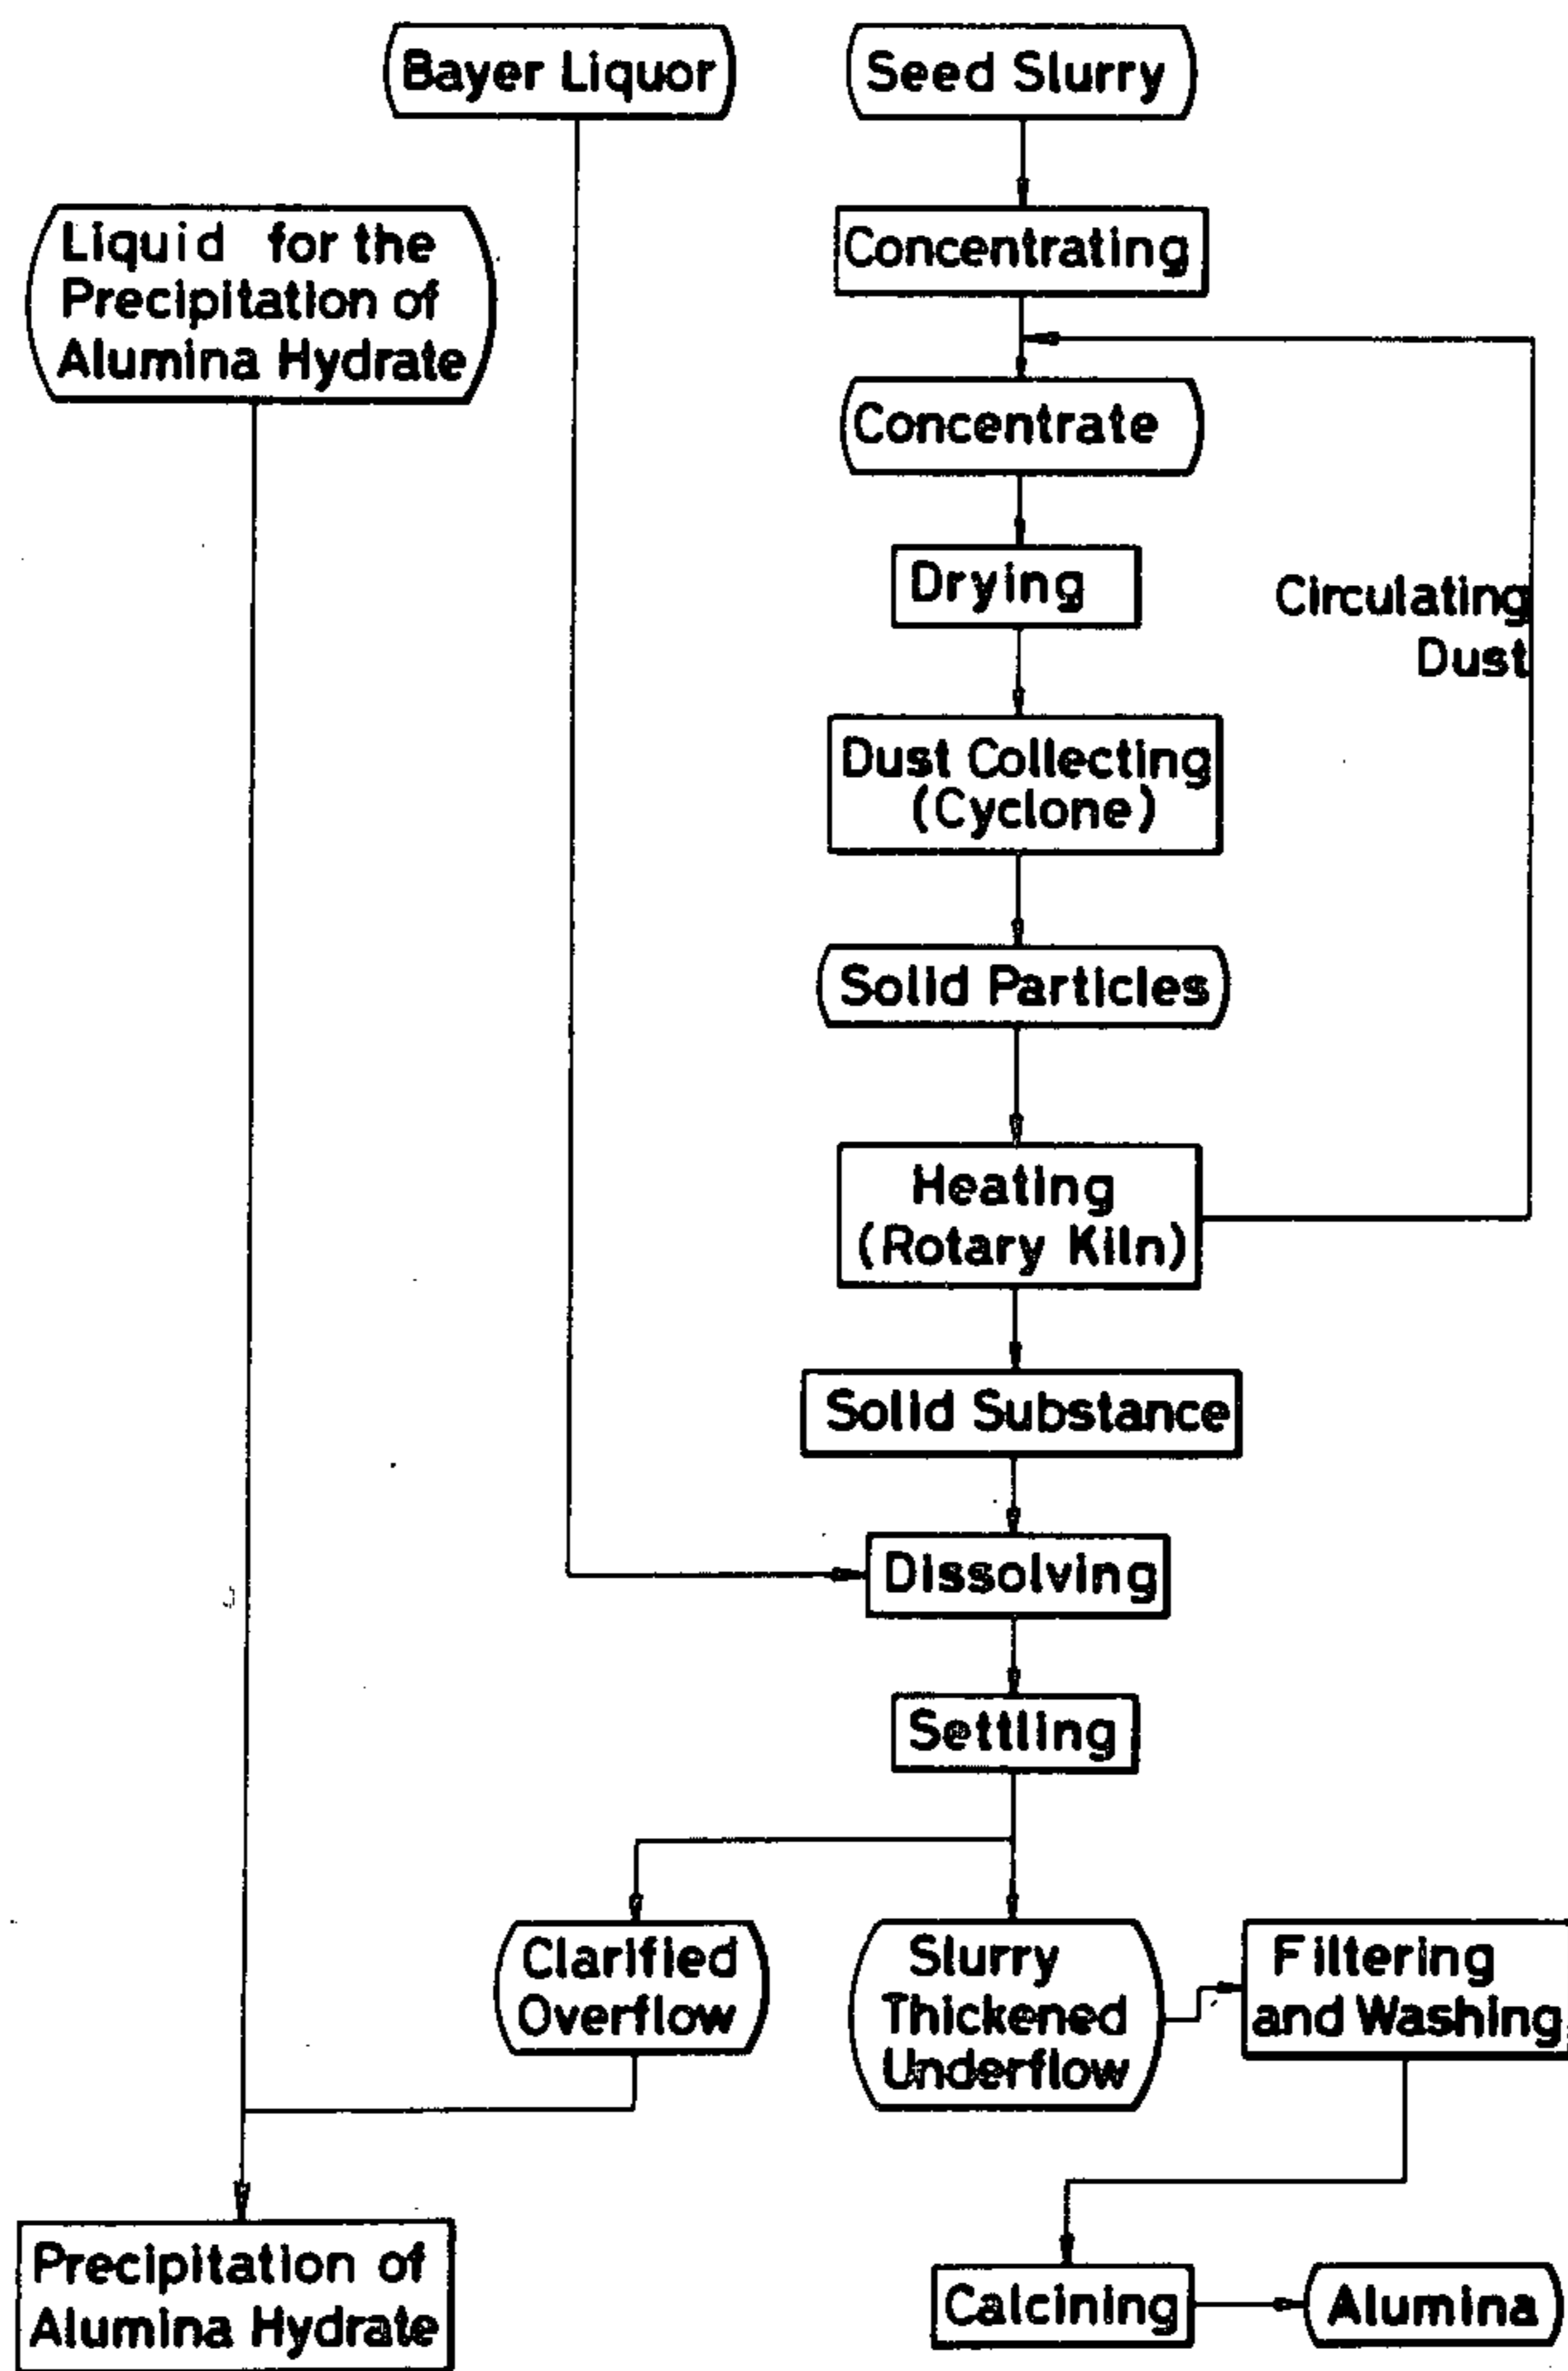 Bayer Liquor
Seed Slurry
Liquid for the
Precipitation of
Alumina Hydrate
Concentrating
Concentrate
Drying
Circulating
Dust
Dust Collecting
(Cyclone)
Solid Particles
Heating
(Rotary Kiln)
Solid Substance
Dissolving
Settling
Clarified
Overflow
Slurry
Thickened
Underflow
Filtering
and Washing
Precipitation of
Alumina Hydrate
Calcining
Alumina